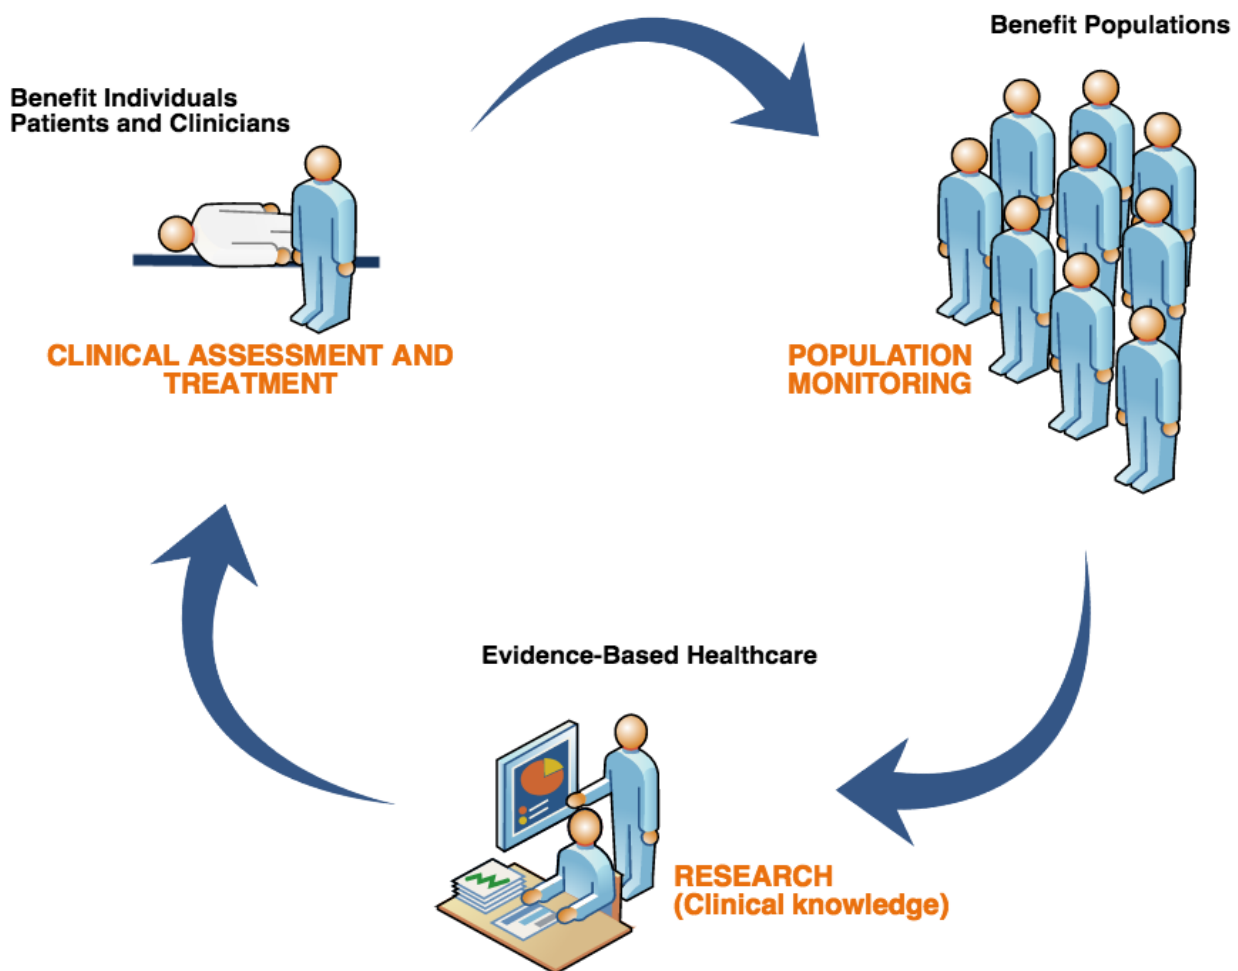 Benefit Populations
Benefit Individuals
Patients and Clinicians
CLINICAL ASSESSMENT AND
TREATMENT
POPULATION
MONITORING
Evidence-Based Healthcare
RESEARCH
(Clinical knowledge)